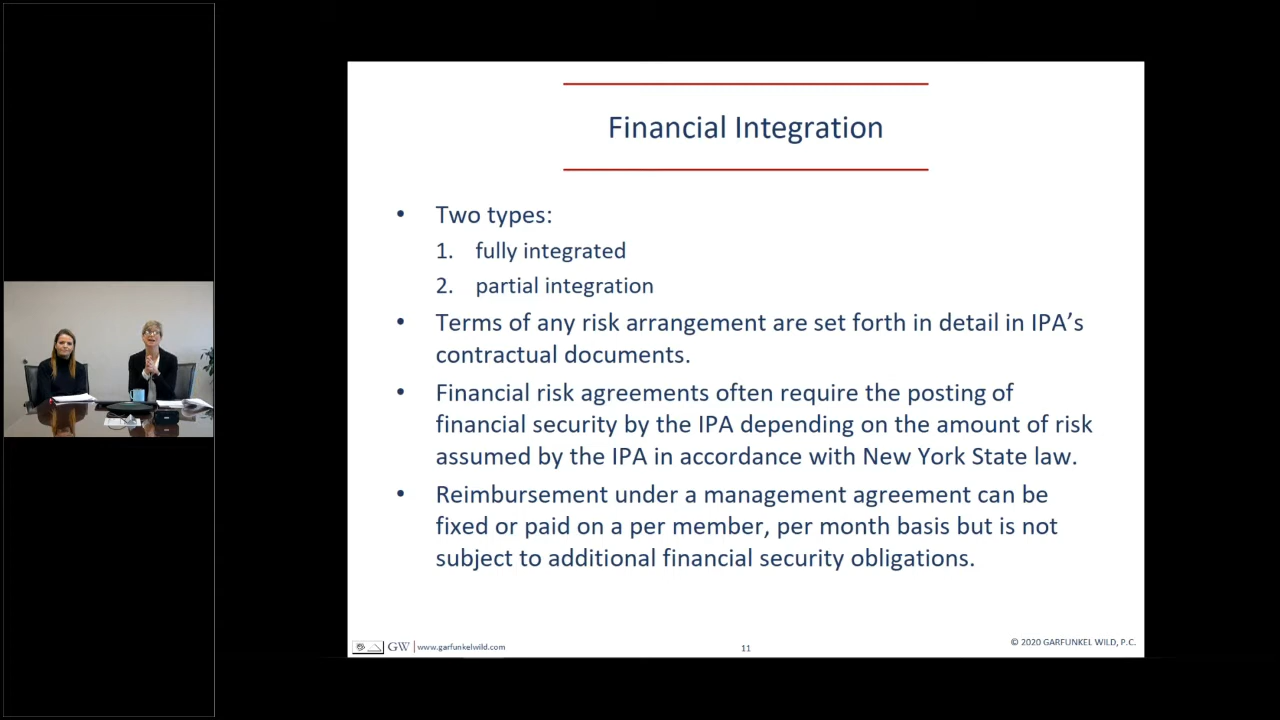 Financial Integration
• Two types:
1. fully integrated
2. partial integration
• Terms of any risk arrangement are set forth in detail in IPA’s
contractual documents.
• Financial risk agreements often require the posting of
financial security by the IPA depending on the amount of risk
assumed by the IPA in accordance with New York State law.
• Reimbursement under a management agreement can be
fixed or paid on a per member, per month basis but is not
subject to additional financial security obligations.
GW www.garfunkelwild.com
11
© 2020 GARFUNKEL WILD, P.C.